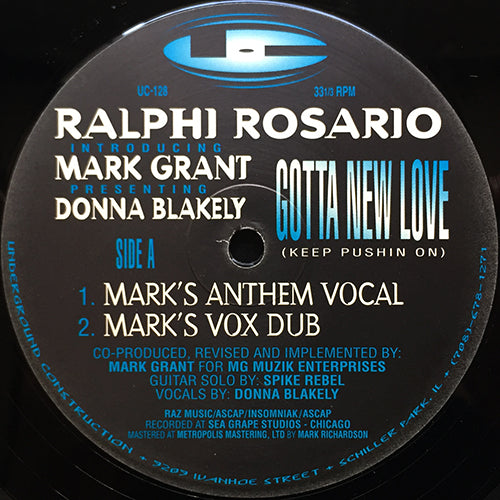 UC
UC-126
33 1/3 RPM
RALPHI ROSARIO
INTRODUCING
MARK GRANT
PRESENTING
DONNA BLAKELY
GOTTA NEW LOVE
(KEEP PUSHIN ON)
SIDE A
1. MARK'S ANTHEM VOCAL
2. MARK'S VOX DUB
CO-PRODUCED, REVISED AND IMPLEMENTED BY:
MARK GRANT FOR MG MUZIK ENTERPRISES
GUITAR SOLO BY: SPIKE REBEL
VOCALS BY: DONNA BLAKELY
RAZ MUSIC/ASCAP/INSOMNIAK/ASCAP
RECORDED AT SEA GRAPE STUDIOS - CHICAGO
MASTERED AT METROPOLIS MASTERING, LTD BY MARK RICHARDSON
UNDERGROUND CONSTRUCTION + 9209 IVANHOE STREET + SCHILLER PARK, IL + (708)-678-1271